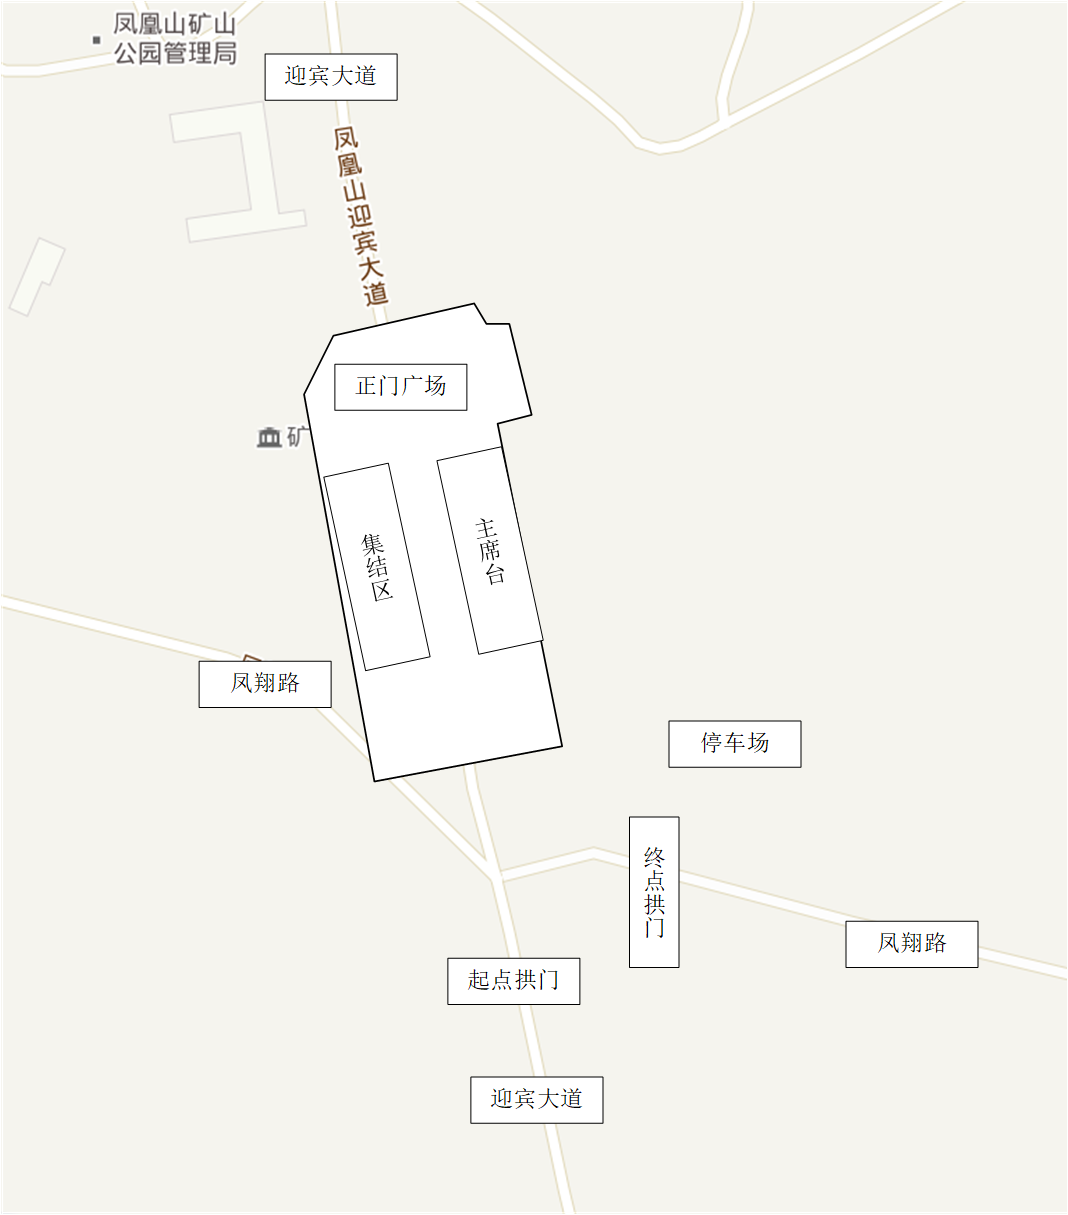 凤凰山矿山
公园管理局
迎宾大道
凤凰山迎宾大道
正门广场
矿
集结区
主席台
凤翔路
停车场
终点拱门
凤翔路
起点拱门
迎宾大道